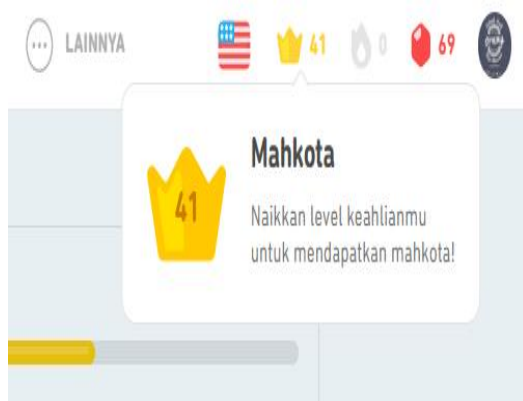 LAINNYA 41 0 69
Mahkota
41
Naikkan level keahlianmu
untuk mendapatkan mahkota!